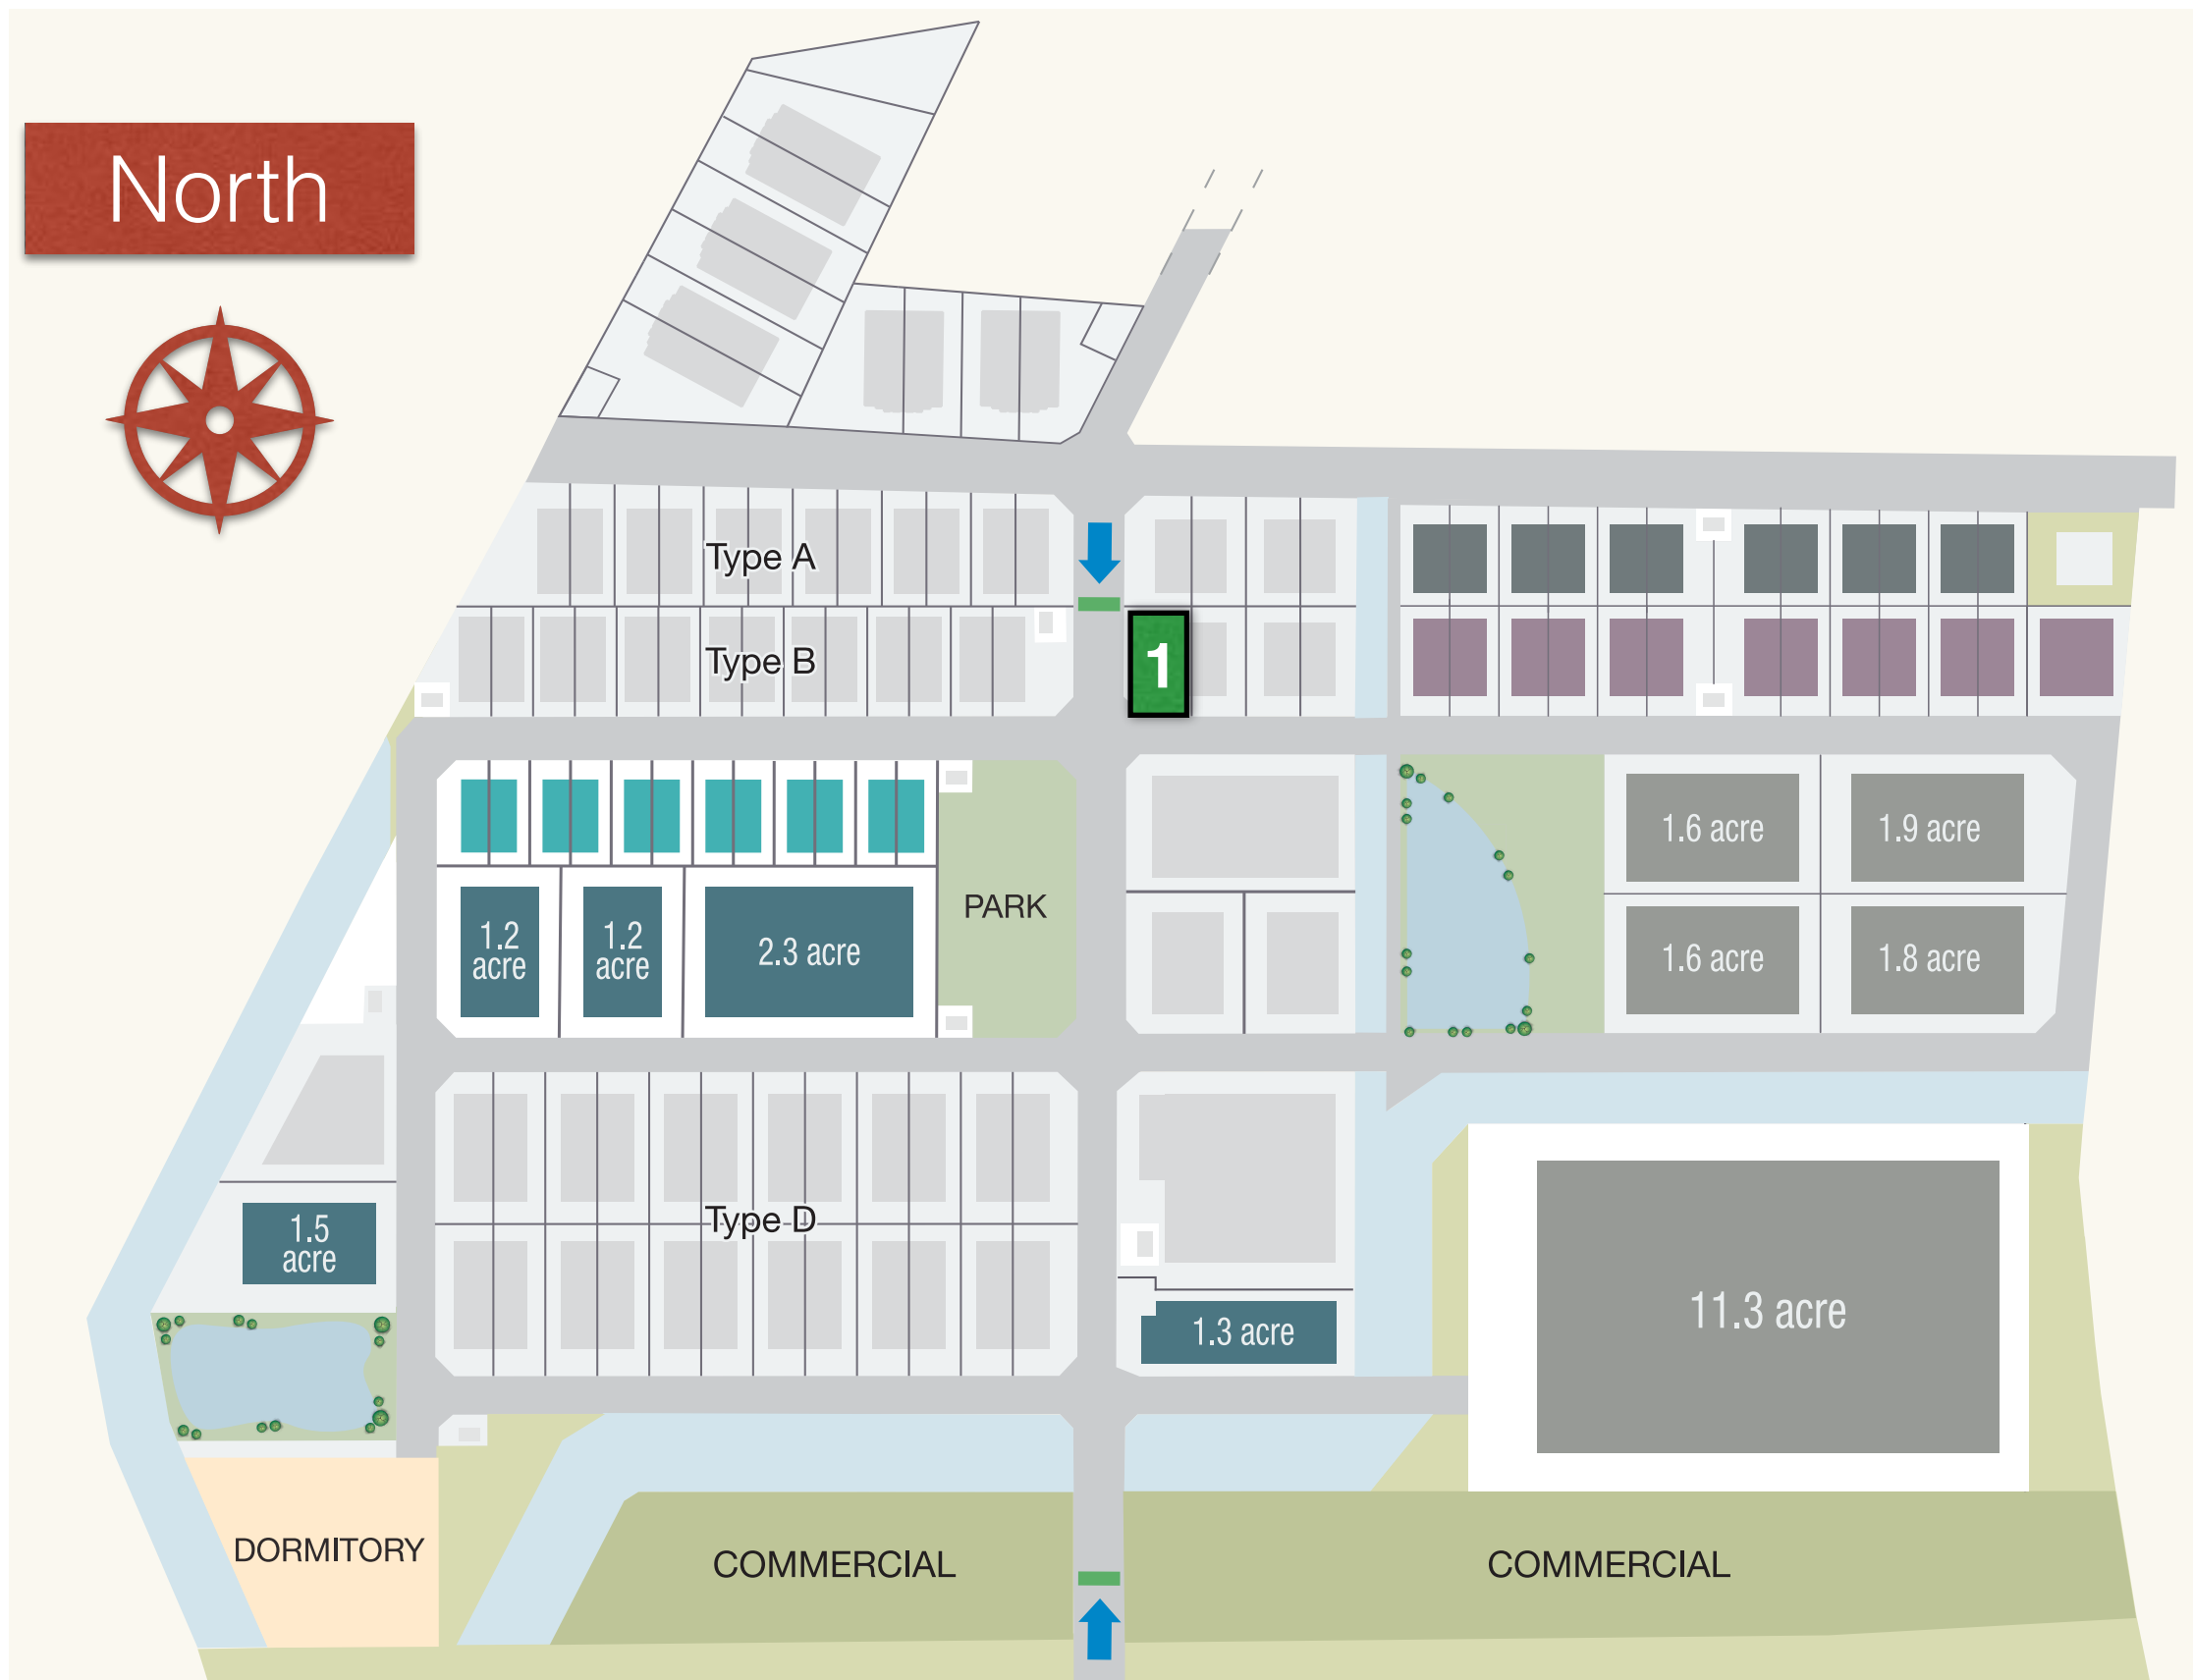 North
Type A
Type B
1
1.6 acre
1.9 acre
1.2
acre
1.2
acre
2.3 acre
PARK
1.6 acre
1.8 acre
Type D
1.5
acre
1.3 acre
11.3 acre
DORMITORY
COMMERCIAL
COMMERCIAL